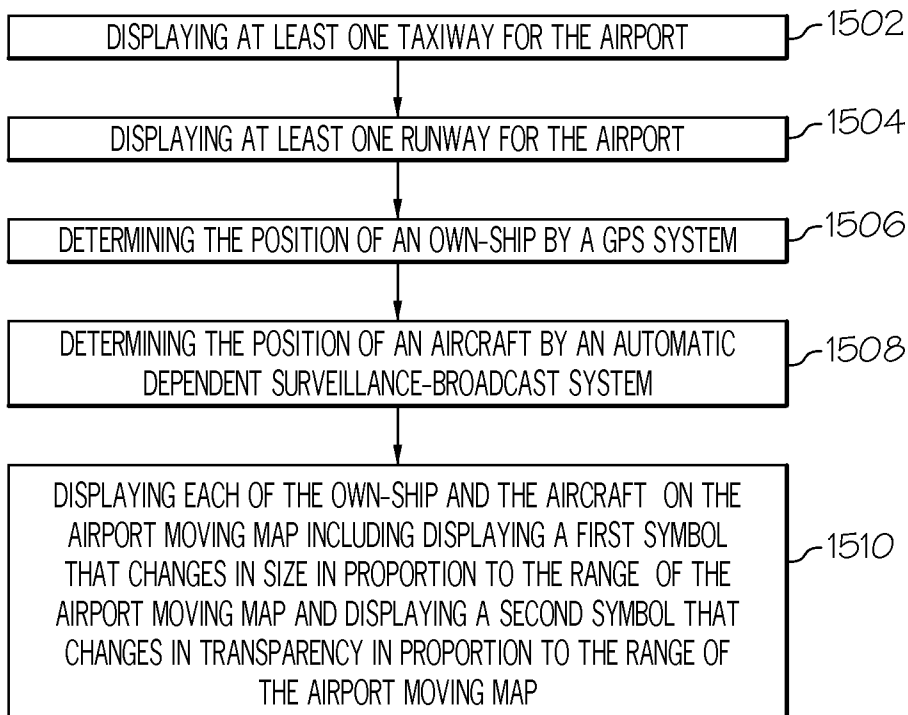 DISPLAYING AT LEAST ONE TAXIWAY FOR THE AIRPORT
1502
DISPLAYING AT LEAST ONE RUNWAY FOR THE AIRPORT
1504
DETERMINING THE POSITION OF AN OWN-SHIP BY A GPS SYSTEM
1506
DETERMINING THE POSITION OF AN AIRCRAFT BY AN AUTOMATIC
DEPENDENT SURVEILLANCE-BROADCAST SYSTEM
1508
DISPLAYING EACH OF THE OWN-SHIP AND THE AIRCRAFT ON THE
AIRPORT MOVING MAP INCLUDING DISPLAYING A FIRST SYMBOL
THAT CHANGES IN SIZE IN PROPORTION TO THE RANGE OF THE
AIRPORT MOVING MAP AND DISPLAYING A SECOND SYMBOL THAT
CHANGES IN TRANSPARENCY IN PROPORTION TO THE RANGE OF
THE AIRPORT MOVING MAP
1510